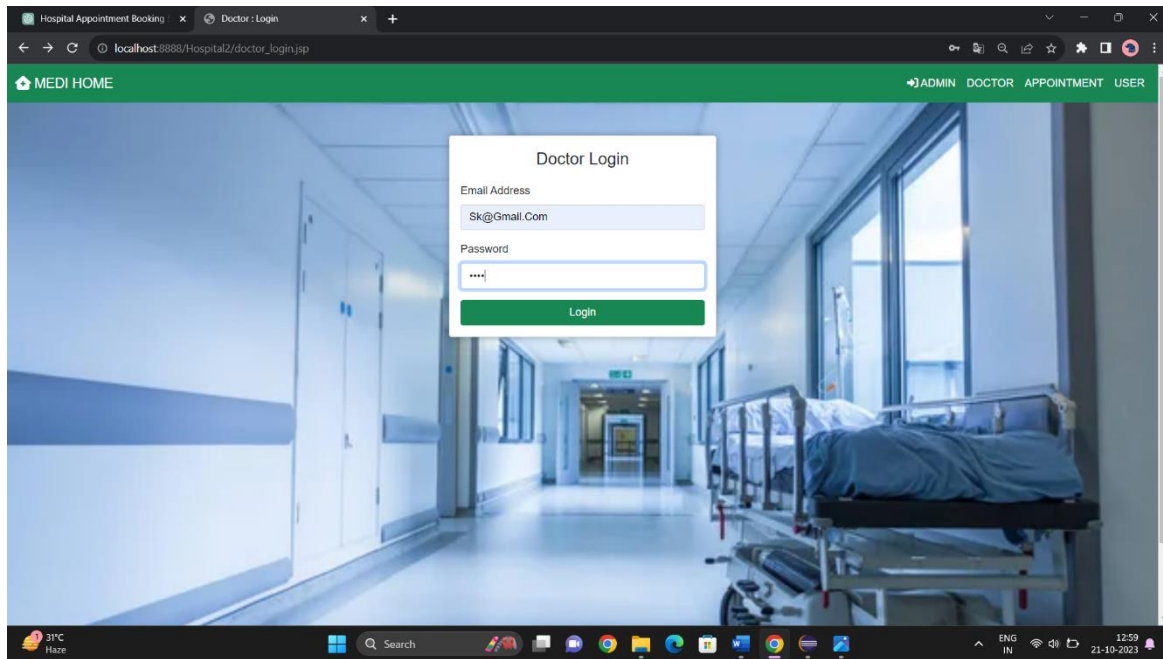 Hospital Appointment Booking
Doctor : Login
localhost:8888/Hospital2/doctor_login.jsp
MEDI HOME
ADMIN DOCTOR APPOINTMENT USER
Doctor Login
Email Address
Sk@Gmail.Com
Password
••••
Login
1
31°C
Haze
Search
ENG
IN
12:59
21-10-2023